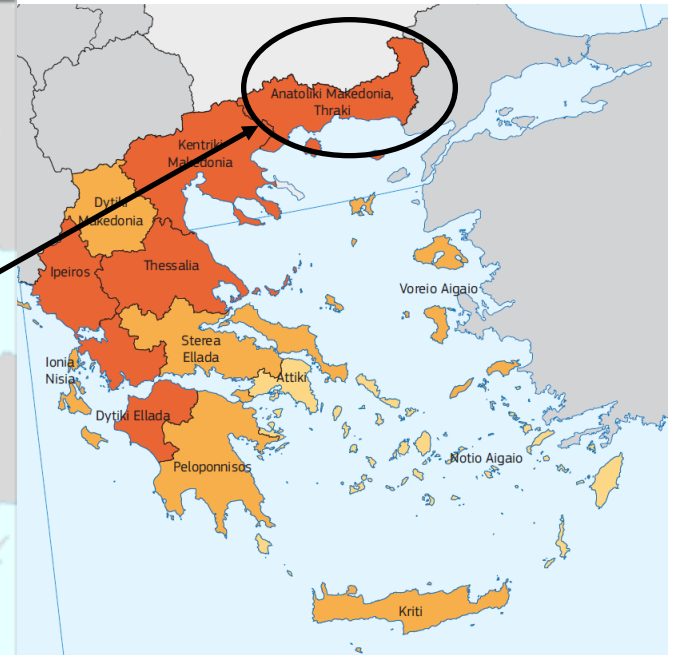 Anatoliki Makedonia,
Thraki
Kentriki
Makedonia
Dytiki
Makedonia
Ipeiros
Thessalia
Voreio Aigaio
Sterea
Ellada
Ionia
Nisia
Attiki
Dytiki Ellada
Notio Aigaio
Peloponnisos
Kriti